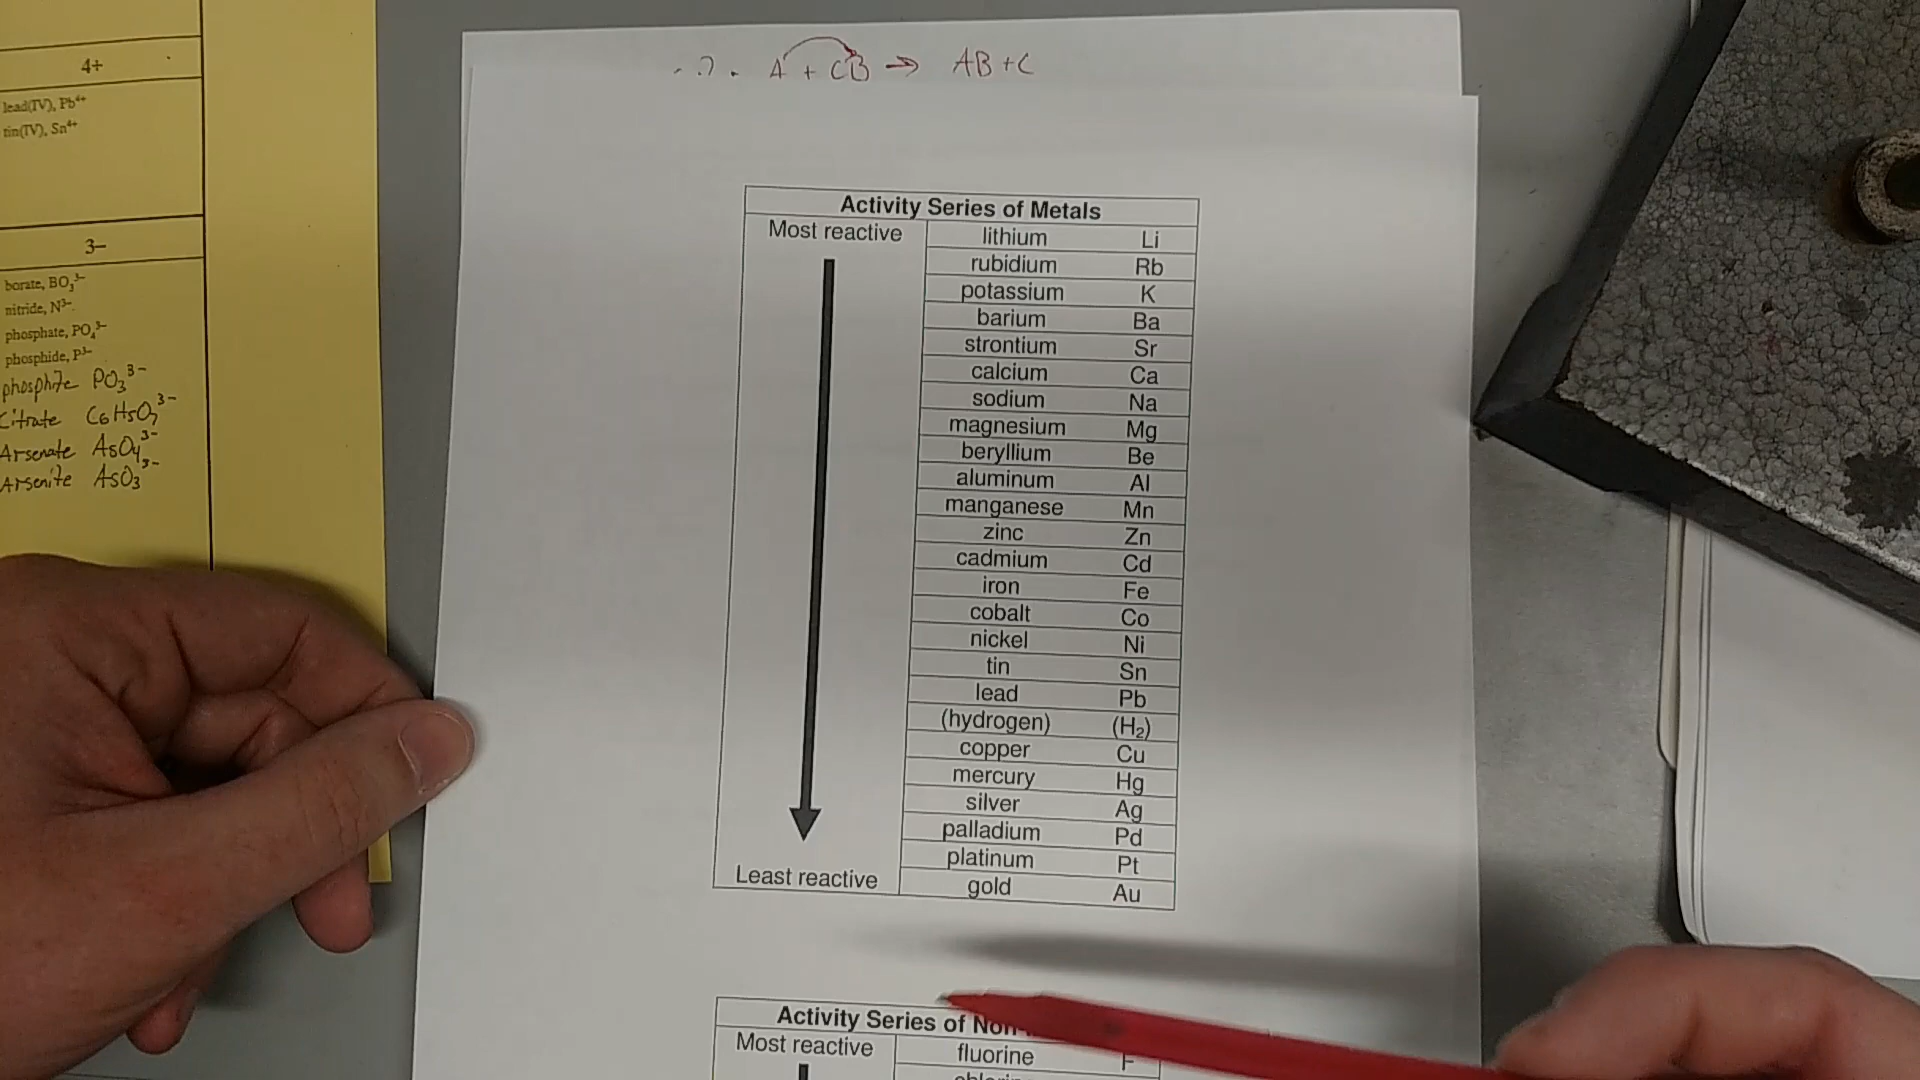 A + CB → AB + C
4+
lead(IV), Pb⁴⁺
tin(IV), Sn⁴⁺
3–
borate, BO₃³⁻
nitride, N³⁻
phosphate, PO₄³⁻
phosphide, P³⁻
phosphite PO₃³⁻
Citrate C₆H₅O₇³⁻
Arsenate AsO₄³⁻
Arsenite AsO₃³⁻
Activity Series of Metals
Most reactive
lithium Li
rubidium Rb
potassium K
barium Ba
strontium Sr
calcium Ca
sodium Na
magnesium Mg
beryllium Be
aluminum Al
manganese Mn
zinc Zn
cadmium Cd
iron Fe
cobalt Co
nickel Ni
tin Sn
lead Pb
(hydrogen) (H₂)
copper Cu
mercury Hg
silver Ag
palladium Pd
platinum Pt
gold Au
Least reactive
Activity Series of
Most reactive
fluorine F